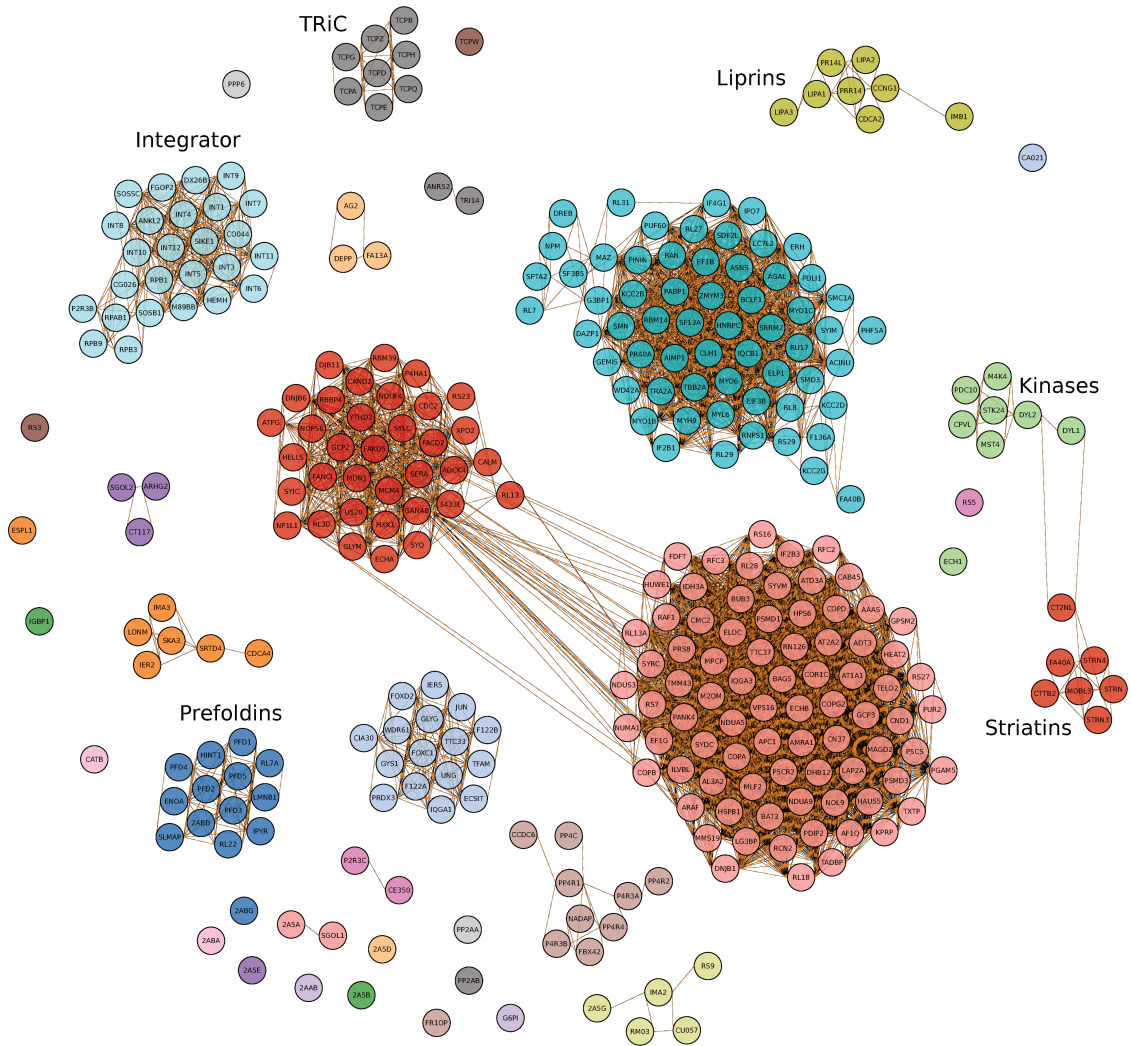 TRiC
TCPB
TCPZ
TCPG
TCPH
TCPD
TCPA
TCPQ
TCPE
TCPW
PPP6
Liprins
PR14L
LIPA2
LIPA1
PRR14
CCNG1
LIPA3
CDCA2
IMB1
CA021
Integrator
SOSSC
FGOP2
DX26B
INT9
INT7
INT8
ANKL2
INT4
INT1
CO044
INT10
INT12
SIKE1
INT11
CG026
RPB1
INT5
INT3
INT6
P2R3B
RPAB1
SOSB1
M89BB
HEMH
RPB9
RPB3
ANR52
TRI14
AG2
DEPP
FA13A
DREB
RL31
IF4G1
IPO7
NPM
PUF60
RL27
SDF2L
LC7L2
ERH
SPTA2
SF3B5
MAZ
PININ
RAN
EF1B
ASNS
AGAL
PDLI1
RL7
G3BP1
KCC2B
PABP1
ZMYM3
BCLF1
MYO1C
SMC1A
DAZP1
SMN
RBM14
SF13A
HNRPC
SRRM2
SYIM
PHF5A
GEMI5
PR40A
AIMP1
CLH1
IQCB1
RU17
ACINU
WD42A
TRA2A
TBB2A
MYO6
ELP1
SMD3
MYO1B
MYH9
MYL6
EIF3B
RL8
KCC2D
IF2B1
RL29
RNPS1
RS29
F136A
KCC2G
FA40B
Kinases
M4K4
PDC10
STK24
DYL2
CPVL
MST4
DYL1
RS5
ECH1
CT2NL
FA40A
STRN4
CTTB2
MOBL3
STRN
STRN3
Striatins
DJB11
RBM39
P4HA1
CAND2
NDUF4
RS23
DNJB6
RBBP4
CDC2
ATPG
NOP56
YTHD2
SYLC
XPO2
HELLS
GCP2
FAKD5
FACD2
SYIC
FANCI
MDN1
SERA
ADCK4
CALM
NP1L1
RL30
US20
MCM4
GANAB
1433E
RL13
GLYM
HXK1
SYQ
ECHA
RS3
SGOL2
ARHG2
CT117
ESPL1
IGBP1
IMA3
LONM
SKA3
SRTD4
CDCA4
IER2
RS16
FDFT
RFC3
RL28
IF2B3
RFC2
HUWE1
IDH3A
SYVM
ATD3A
CAB45
BUB3
RAF1
CMC2
PSMD1
HPS6
COPD
AAAS
GPSM2
RL13A
ELOC
RN126
AT2A2
ADT3
PRS8
TTC37
HEAT2
SYRC
MPCP
NDUS3
TMM43
IQGA3
BAG5
COR1C
AT1A1
TELO2
RS27
RS7
M2OM
VPS16
ECHB
COPG2
PUR2
NUMA1
PANK4
NDUA5
GCP3
CND1
EF1G
SYDC
APC1
AMRA1
CN37
MAGD2
PSCS
COPB
ILVBL
COPA
PSCR2
DHB12
LAP2A
PSMD3
PGAM5
ARAF
AL3A2
MLF2
NDUA9
NOL9
HAUS5
TXTP
HSPB1
BAT3
MMS19
LG3BP
RCN2
PDIP2
AF1Q
KPRP
DNJB1
RL18
TADBP
Prefoldins
PFD1
PFD4
HINT1
RL7A
PFD5
ENOA
PFD2
LMNB1
PFD3
SLMAP
2ABD
IPYR
RL22
CATB
FOXD2
IER5
JUN
CIA30
WDR61
GLYG
F122B
TTC33
GYS1
FOXC1
TFAM
UNG
PRDX3
F122A
ECSIT
IQGA1
P2R3C
CE350
2ABG
2ABA
2A5A
SGOL1
2A5D
2A5E
2AAB
2A5B
PP2AA
PP2AB
FR1OP
G6PI
CCDC6
PP4C
PP4R1
PP4R2
P4R3A
NADAP
PP4R4
P4R3B
FBX42
RS9
IMA2
2A5G
RM03
CU057